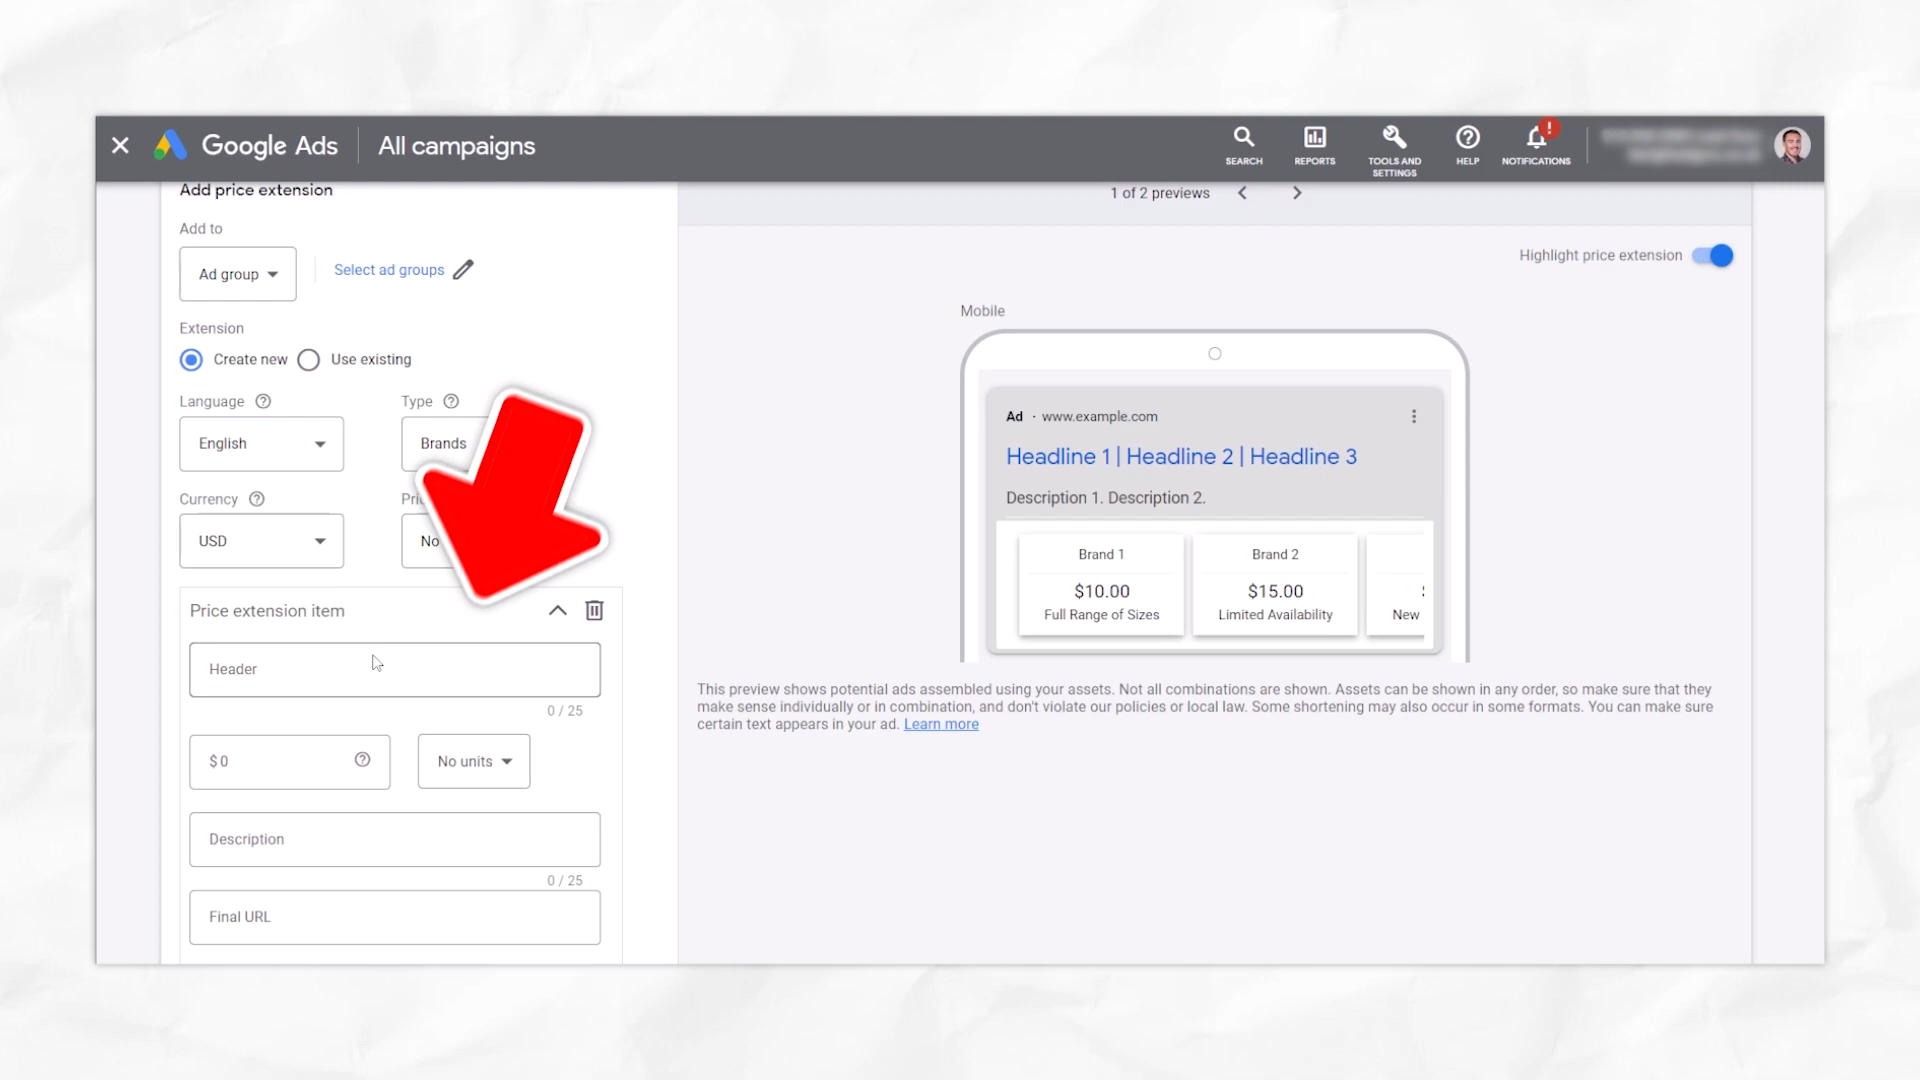 Google Ads
All campaigns
SEARCH
REPORTS
TOOLS AND
SETTINGS
HELP
!
NOTIFICATIONS
Add price extension
Add to
Ad group
Select ad groups
Extension
Create new
Use existing
Language
Type
English
Brands
Currency
USD
No
Price extension item
Header
0 / 25
$ 0
No units
Description
0 / 25
Final URL
1 of 2 previews
Highlight price extension
Mobile
Ad · www.example.com
Headline 1 | Headline 2 | Headline 3
Description 1. Description 2.
Brand 1
$10.00
Full Range of Sizes
Brand 2
$15.00
Limited Availability
New
This preview shows potential ads assembled using your assets. Not all combinations are shown. Assets can be shown in any order, so make sure that they
make sense individually or in combination, and don't violate our policies or local law. Some shortening may also occur in some formats. You can make sure
certain text appears in your ad. Learn more